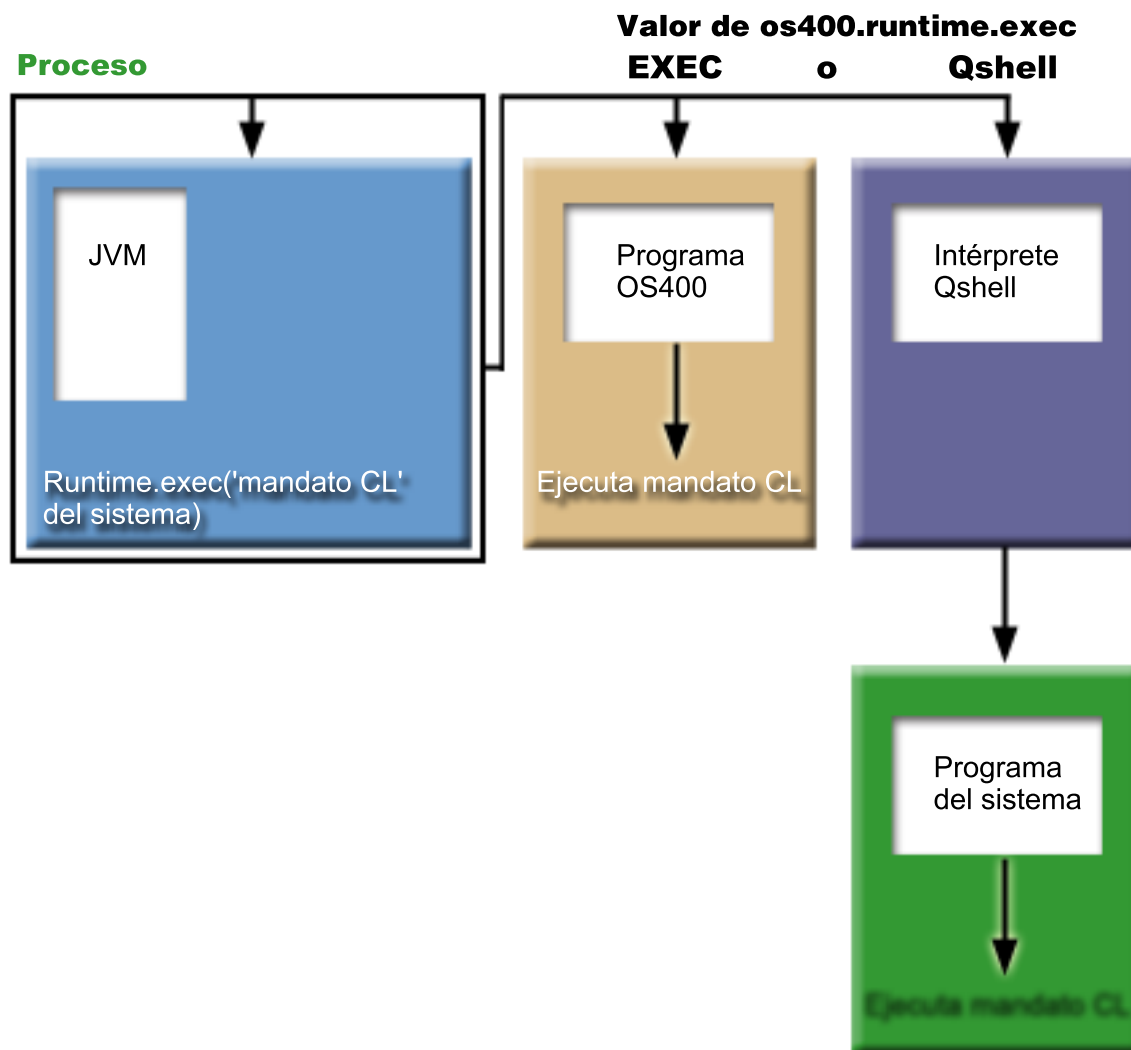 Valor de os400.runtime.exec
EXEC o Qshell
Proceso
JVM
Runtime.exec('mandato CL'
del sistema)
Programa
OS400
Ejecuta mandato CL
Intérprete
Qshell
Programa
del sistema
Ejecuta mandato CL